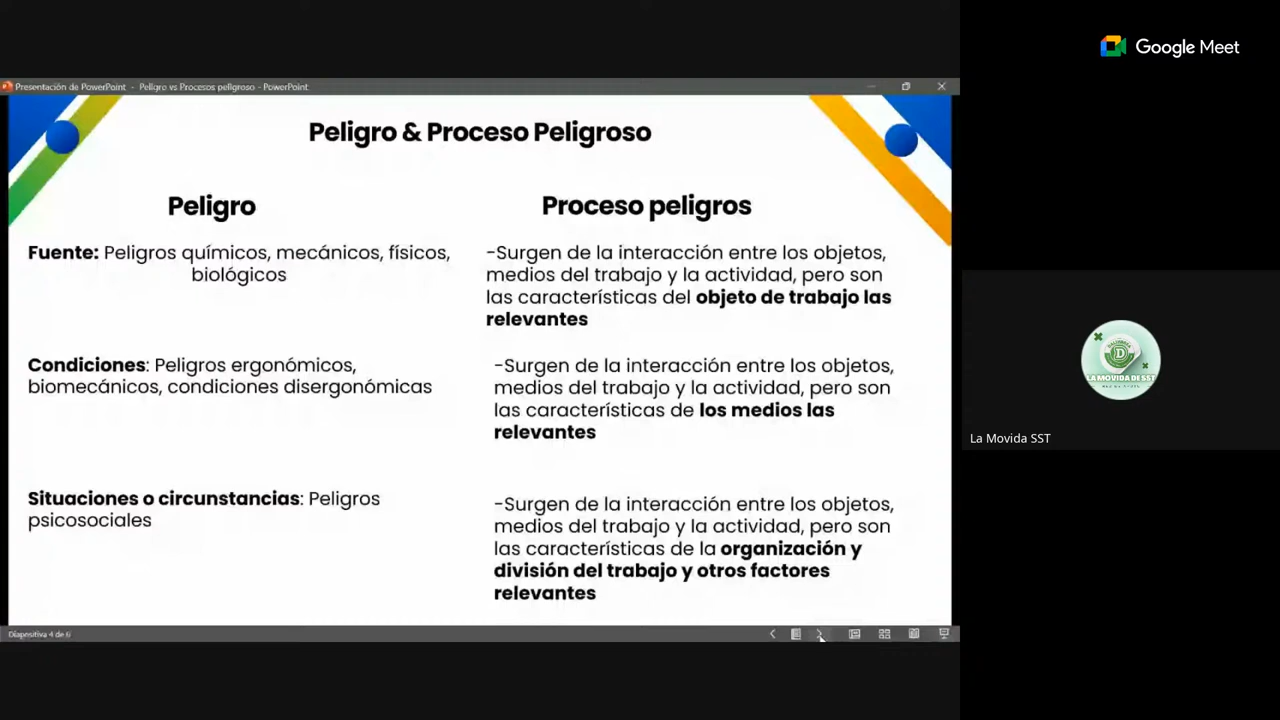 Google Meet
Presentación de PowerPoint - Peligro vs Procesos peligroso - PowerPoint
Peligro & Proceso Peligroso
Peligro
Fuente: Peligros químicos, mecánicos, físicos,
biológicos
Condiciones: Peligros ergonómicos,
biomecánicos, condiciones disergonómicas
Situaciones o circunstancias: Peligros
psicosociales
Proceso peligros
-Surgen de la interacción entre los objetos,
medios del trabajo y la actividad, pero son
las características del objeto de trabajo las
relevantes
-Surgen de la interacción entre los objetos,
medios del trabajo y la actividad, pero son
las características de los medios las
relevantes
-Surgen de la interacción entre los objetos,
medios del trabajo y la actividad, pero son
las características de la organización y
división del trabajo y otros factores
relevantes
Diapositiva 4 de 6
LA MOVIDA DE SST
La Movida SST